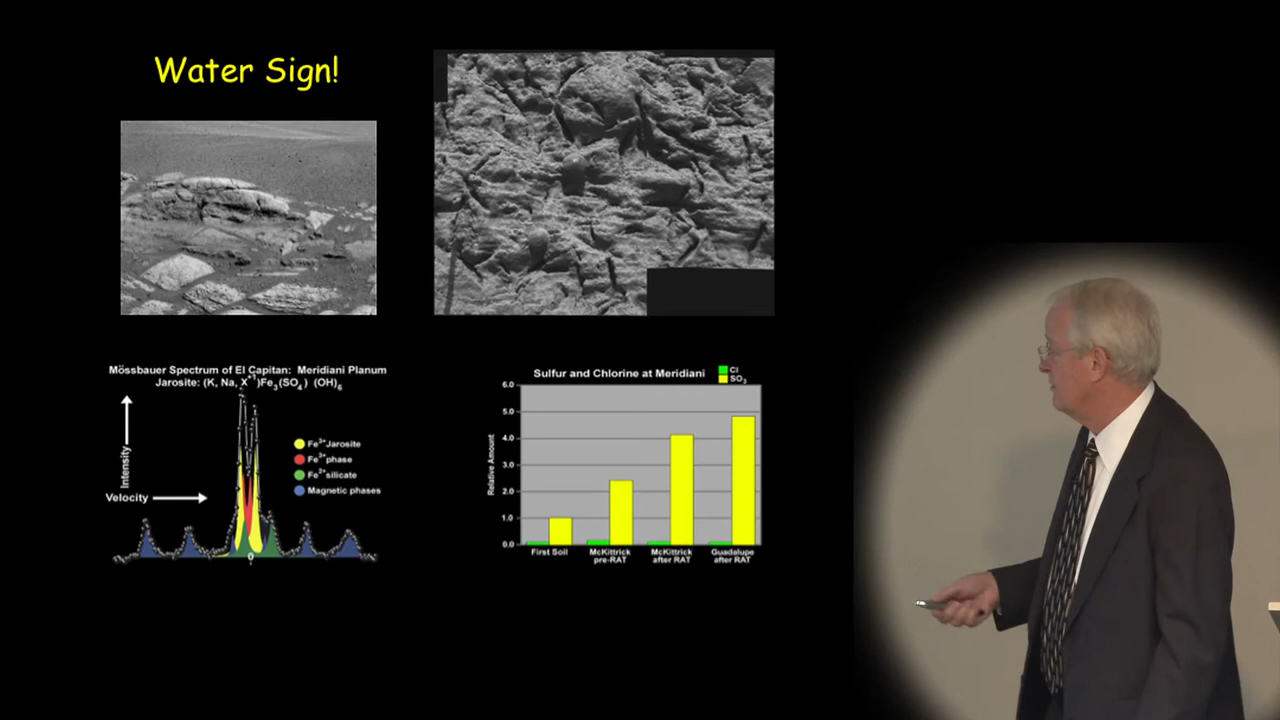 Water Sign!
Mössbauer Spectrum of El Capitan: Meridiani Planum
Jarosite: (K, Na, X⁺¹)Fe₃(SO₄) (OH)₆
Intensity
Velocity
Fe³⁺Jarosite
Fe³⁺phase
Fe²⁺silicate
Magnetic phases
0
Sulfur and Chlorine at Meridiani
Cl
SO₃
Relative Amount
6.0
5.0
4.0
3.0
2.0
1.0
0.0
First Soil
McKittrick
pre-RAT
McKittrick
after RAT
Guadalupe
after RAT